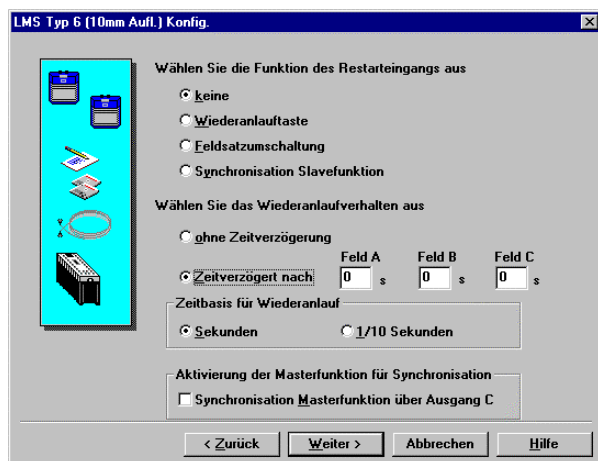 LMS Typ 6 (10mm Aufl.) Konfig.
Wählen Sie die Funktion des Restarteingangs aus
keine
Wiederanlauftaste
Feldsatzumschaltung
Synchronisation Slavefunktion
Wählen Sie das Wiederanlaufverhalten aus
ohne Zeitverzögerung
Feld A Feld B Feld C
Zeitverzögert nach 0 s 0 s 0 s
Zeitbasis für Wiederanlauf
Sekunden 1/10 Sekunden
Aktivierung der Masterfunktion für Synchronisation
Synchronisation Masterfunktion über Ausgang C
< Zurück Weiter > Abbrechen Hilfe